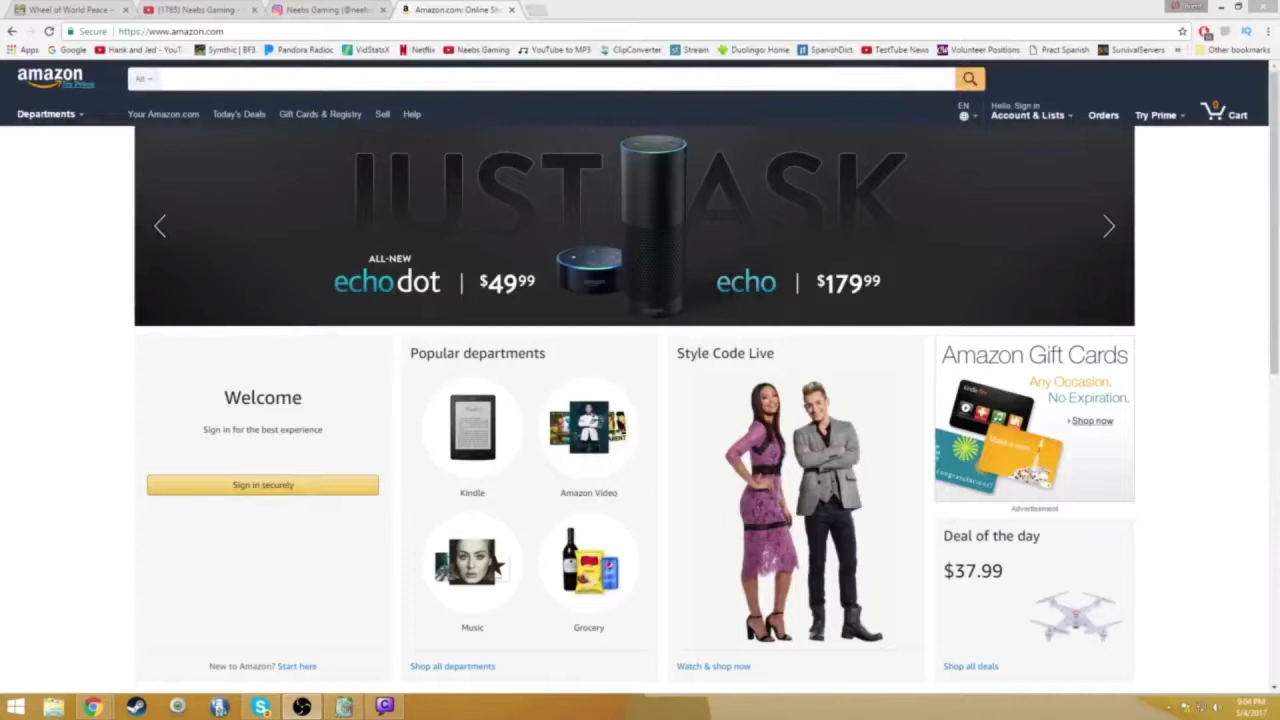 Wheel of World Peace -
(1785) Neebs Gaming -
Neebs Gaming (@neebs
Amazon.com: Online Sh
Secure
https://www.amazon.com
Apps
Google
Hank and Jed - YouT
Symthic | BF3
Pandora Radioc
VidStatsX
Netflix
Neebs Gaming
YouTube to MP3
ClipConverter
Stream
Duolingo: Home
SpanishDict
TestTube News
Volunteer Positions
Pract Spanish
SurvivalServers
»
Other bookmarks
amazon
Try Prime
All
Departments
Your Amazon.com
Today's Deals
Gift Cards & Registry
Sell
Help
EN
Hello, Sign in
Account & Lists
Orders
Try Prime
0
Cart
JUST ASK
ALL-NEW
echo dot | $49.99
echo | $179.99
Welcome
Sign in for the best experience
Sign in securely
New to Amazon? Start here
Popular departments
Kindle
Amazon Video
Music
Grocery
Shop all departments
Style Code Live
Watch & shop now
Amazon Gift Cards
Any Occasion.
No Expiration.
Shop now
congratulations!
Advertisement
Deal of the day
$37.99
Shop all deals
9:04 PM
5/4/2017